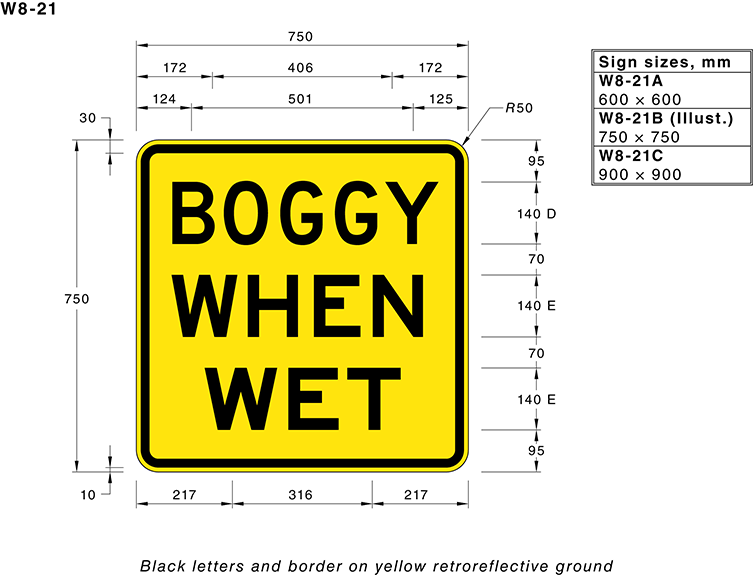 W8-21
750
172 406 172
124 501 125
R50
30
Sign sizes, mm
W8-21A
600 × 600
W8-21B (Illust.)
750 × 750
W8-21C
900 × 900
95
BOGGY
140 D
70
750
WHEN
140 E
70
WET
140 E
95
10
217 316 217
Black letters and border on yellow retroreflective ground